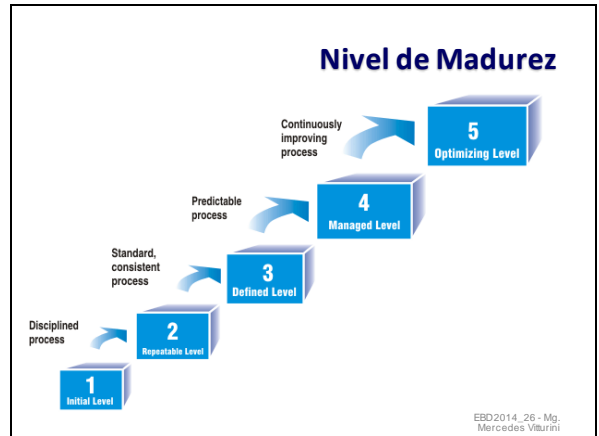 Nivel de Madurez
Continuously
improving
process
5
Optimizing Level
Predictable
process
4
Managed Level
Standard,
consistent
process
3
Defined Level
Disciplined
process
2
Repeatable Level
1
Initial Level
EBD2014_26 - Mg.
Mercedes Vitturini